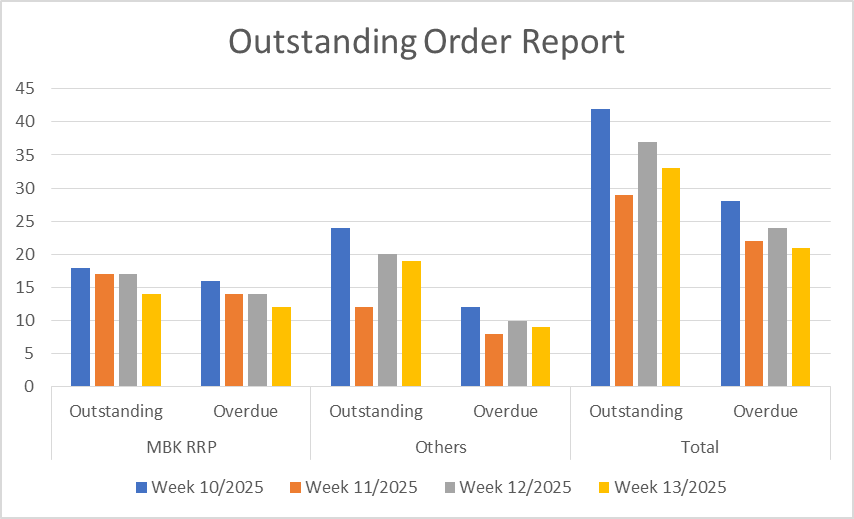 Outstanding Order Report
45
40
35
30
25
20
15
10
5
0
Outstanding Overdue Outstanding Overdue Outstanding Overdue
MBK RRP Others Total
Week 10/2025 Week 11/2025 Week 12/2025 Week 13/2025